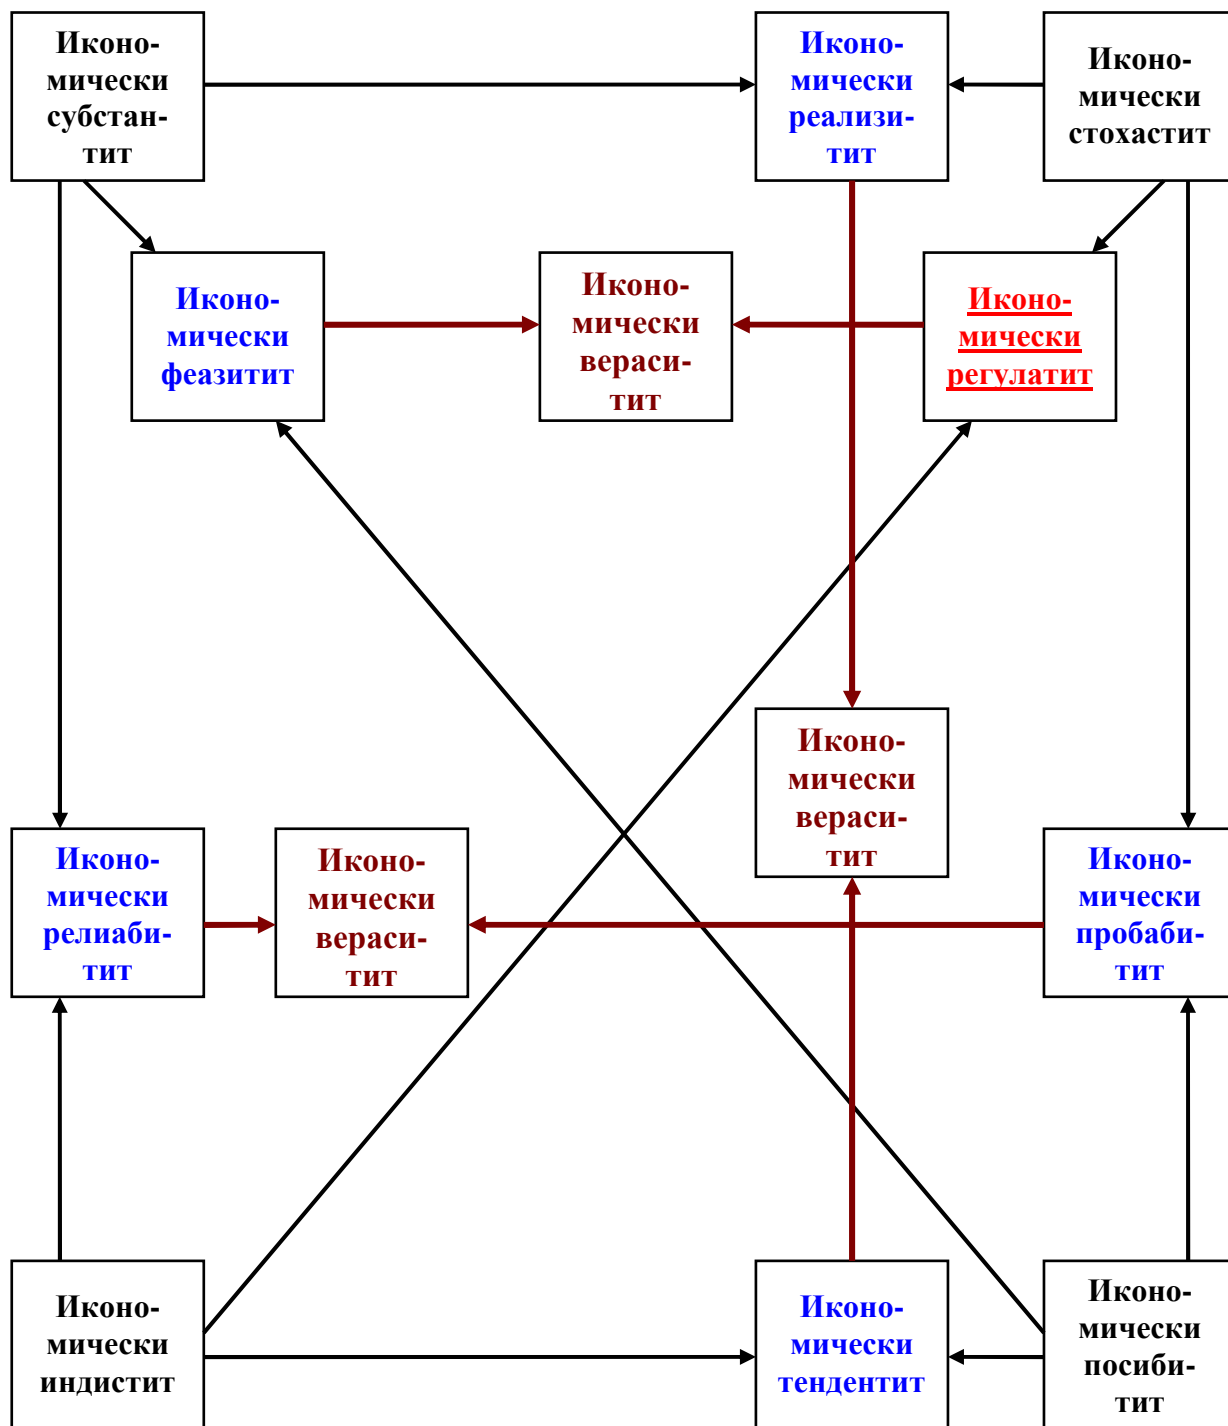 Иконо-
мически
субстан-
тит
Иконо-
мически
реализи-
тит
Иконо-
мически
стохастит
Иконо-
мически
феазитит
Иконо-
мически
вераси-
тит
Иконо-
мически
регулатит
Иконо-
мически
вераси-
тит
Иконо-
мически
релиаби-
тит
Иконо-
мически
вераси-
тит
Иконо-
мически
пробаби-
тит
Иконо-
мически
индистит
Иконо-
мически
тендентит
Иконо-
мически
посиби-
тит